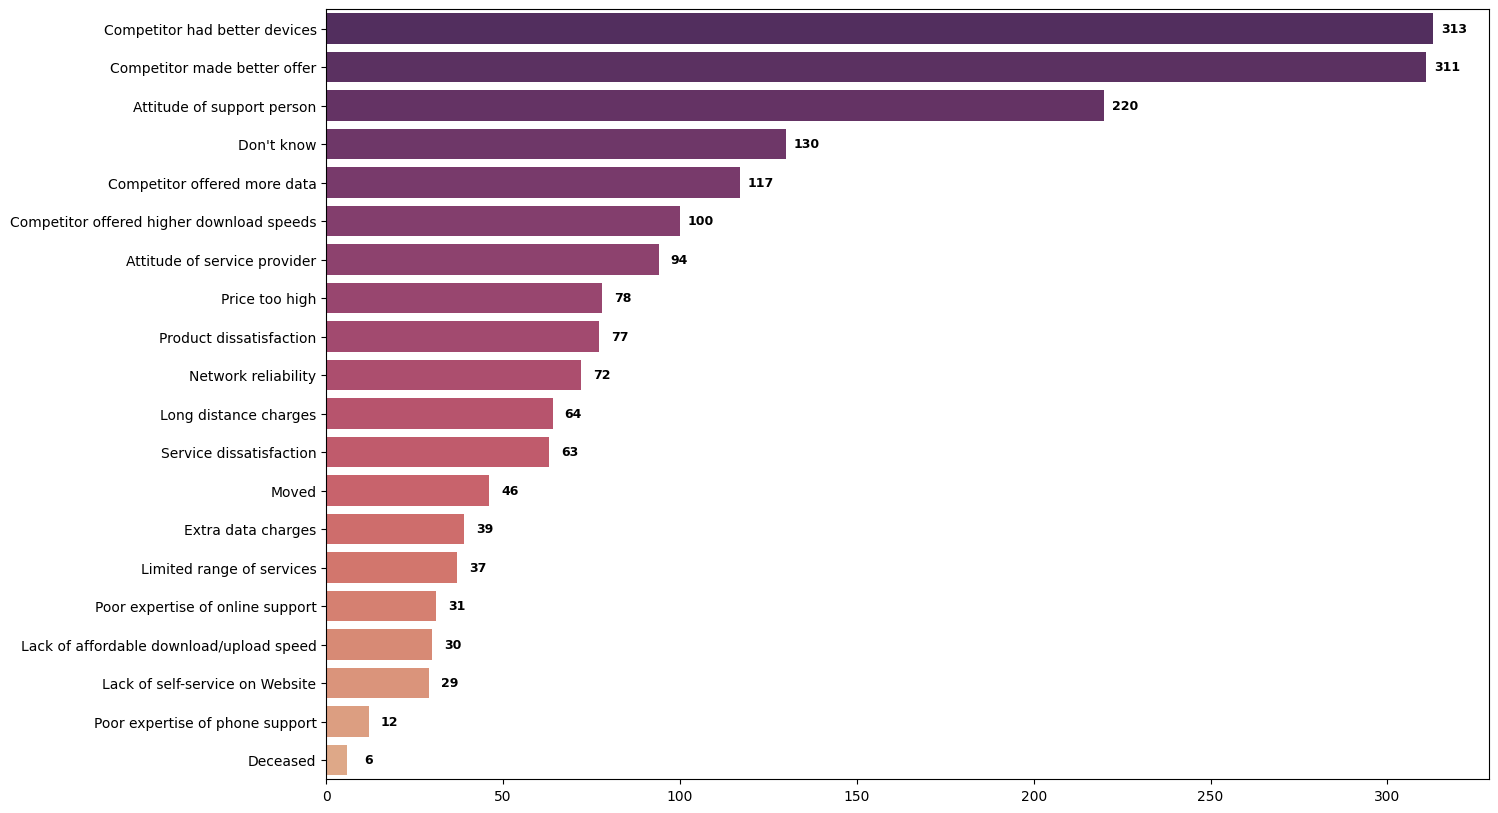 Competitor had better devices 313
Competitor made better offer 311
Attitude of support person 220
Don't know 130
Competitor offered more data 117
Competitor offered higher download speeds 100
Attitude of service provider 94
Price too high 78
Product dissatisfaction 77
Network reliability 72
Long distance charges 64
Service dissatisfaction 63
Moved 46
Extra data charges 39
Limited range of services 37
Poor expertise of online support 31
Lack of affordable download/upload speed 30
Lack of self-service on Website 29
Poor expertise of phone support 12
Deceased 6
0 50 100 150 200 250 300